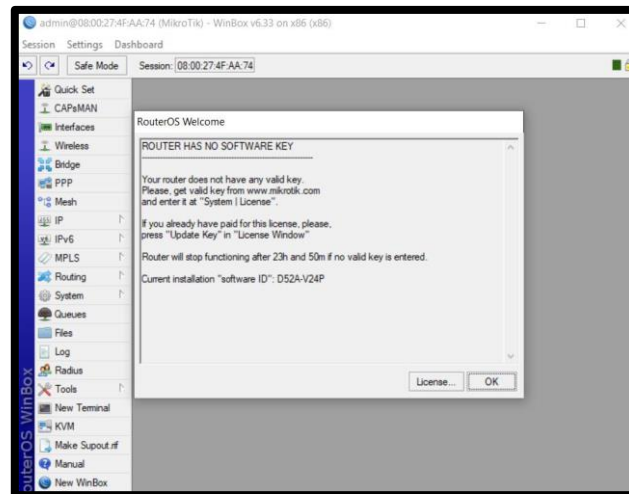 admin@08:00:27:4F:AA:74 (MikroTik) - WinBox v6.33 on x86 (x86)
Session Settings Dashboard
Safe Mode Session: 08:00:27:4F:AA:74
Quick Set
CAPsMAN
Interfaces
Wireless
Bridge
PPP
Mesh
IP
IPv6
MPLS
Routing
System
Queues
Files
Log
Radius
Tools
New Terminal
KVM
Make Supout.rif
Manual
New WinBox
RouterOS Welcome
ROUTER HAS NO SOFTWARE KEY
----------------------------------------------------
Your router does not have any valid key.
Please, get valid key from www.mikrotik.com
and enter it at "System | License".
If you already have paid for this license, please,
press "Update Key" in "License Window"
Router will stop functioning after 23h and 50m if no valid key is entered.
Current installation "software ID": D52A-V24P
License... OK
outerOS WinBox